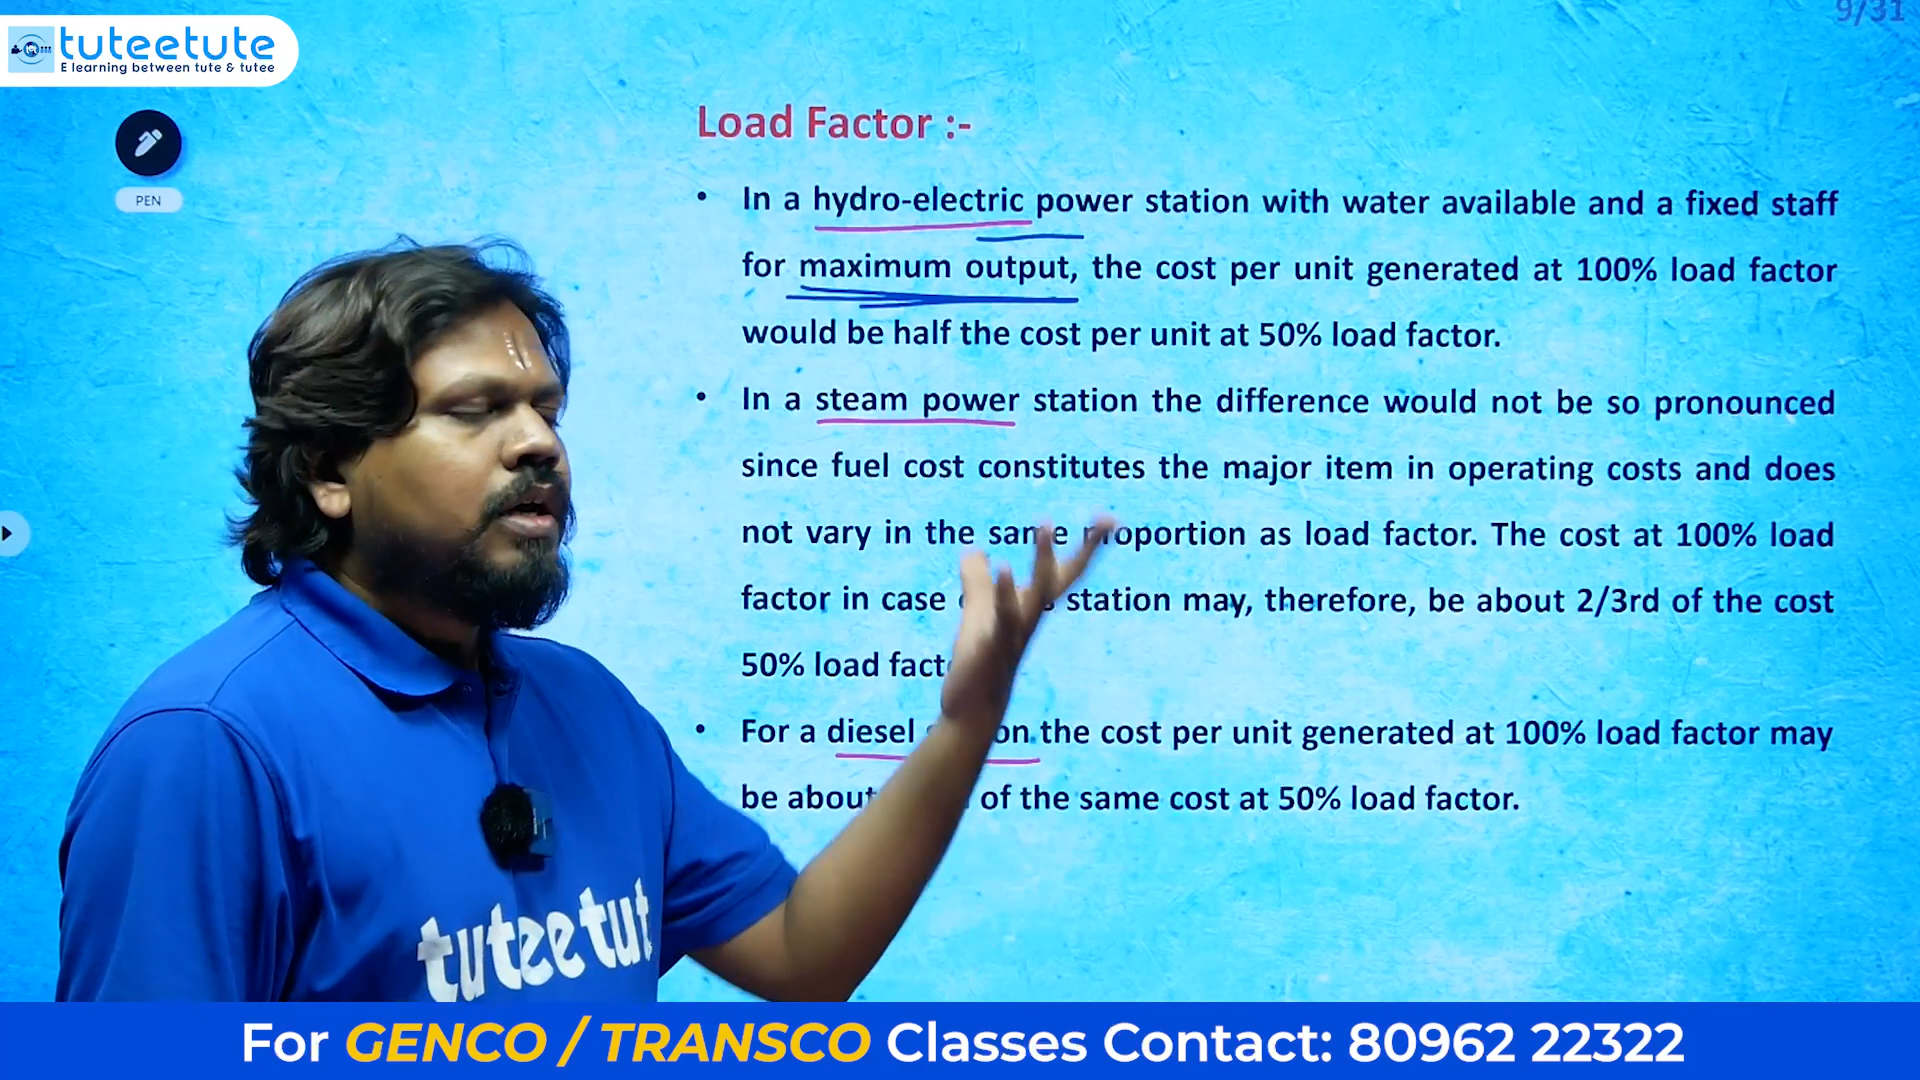 9/31
tuteetute
E learning between tute & tutee
PEN
Load Factor :-
• In a hydro-electric power station with water available and a fixed staff
for maximum output, the cost per unit generated at 100% load factor
would be half the cost per unit at 50% load factor.
• In a steam power station the difference would not be so pronounced
since fuel cost constitutes the major item in operating costs and does
not vary in the same proportion as load factor. The cost at 100% load
factor in case station may, therefore, be about 2/3rd of the cost
50% load
• For a diesel the cost per unit generated at 100% load factor may
be about of the same cost at 50% load factor.
tuteetut
For GENCO / TRANSCO Classes Contact: 80962 22322